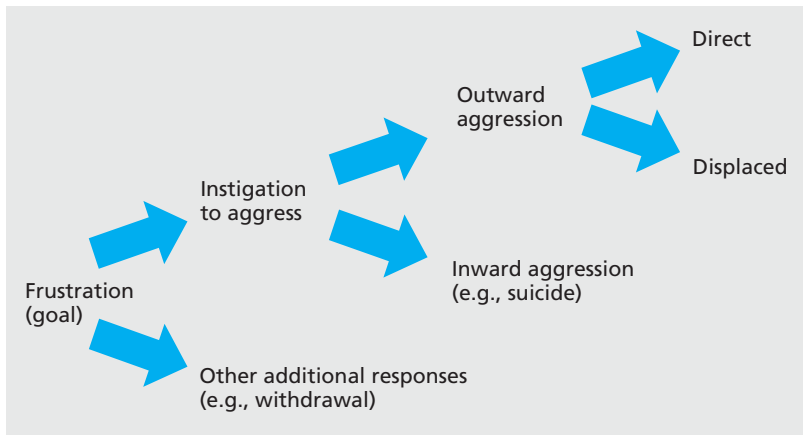 Direct
Outward
aggression
Displaced
Instigation
to aggress
Inward aggression
(e.g., suicide)
Frustration
(goal)
Other additional responses
(e.g., withdrawal)